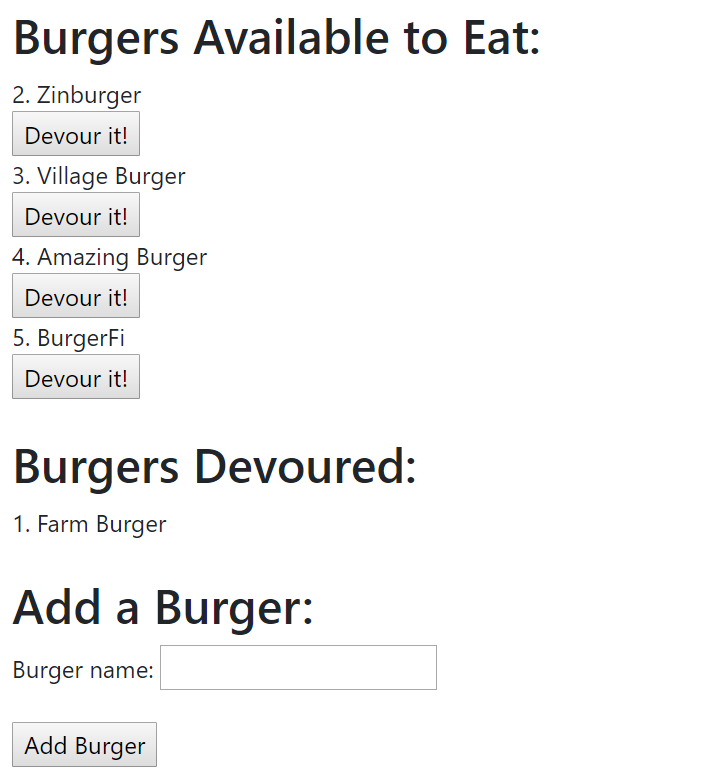 Burgers Available to Eat:
2. Zinburger
Devour it!
3. Village Burger
Devour it!
4. Amazing Burger
Devour it!
5. BurgerFi
Devour it!
Burgers Devoured:
1. Farm Burger
Add a Burger:
Burger name:
Add Burger